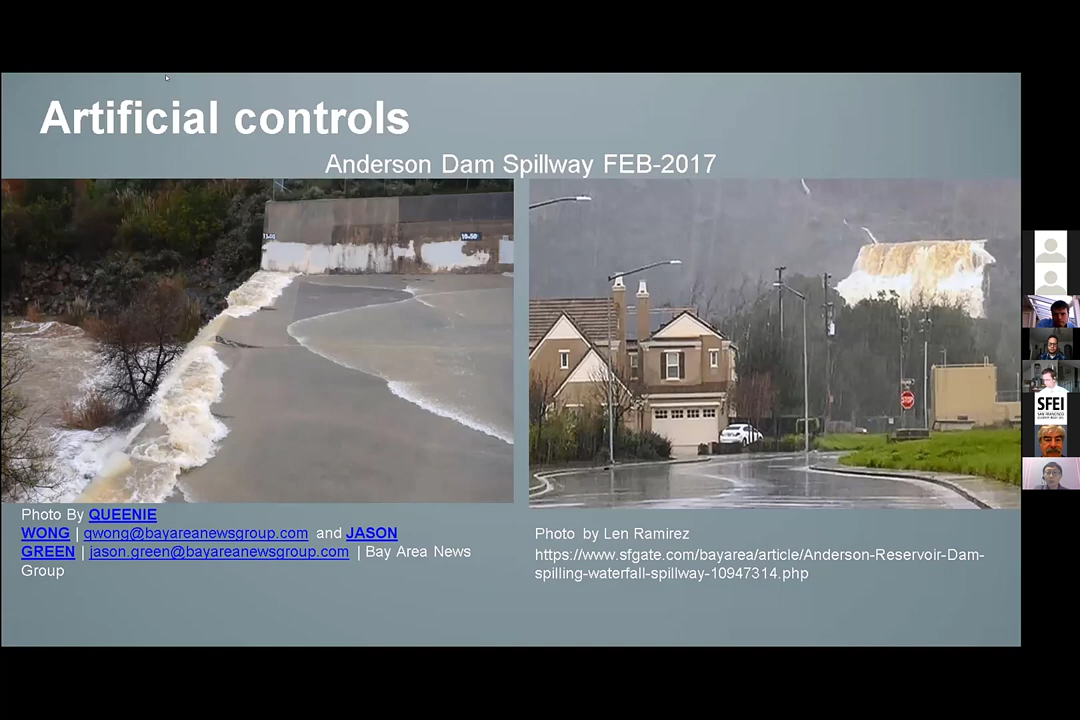 Artificial controls
Anderson Dam Spillway FEB-2017
STOP
Photo By QUEENIE
WONG | qwong@bayareanewsgroup.com and JASON
GREEN | jason.green@bayareanewsgroup.com | Bay Area News
Group
Photo by Len Ramirez
https://www.sfgate.com/bayarea/article/Anderson-Reservoir-Dam-
spilling-waterfall-spillway-10947314.php
SFEI